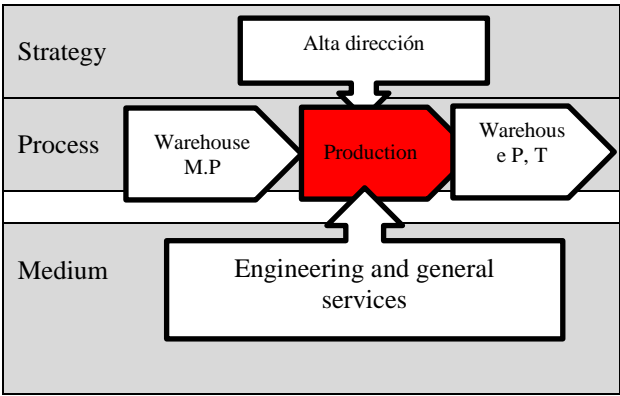 Strategy
Alta dirección
Process
Warehouse
M.P
Production
Warehous
e P, T
Medium
Engineering and general
services